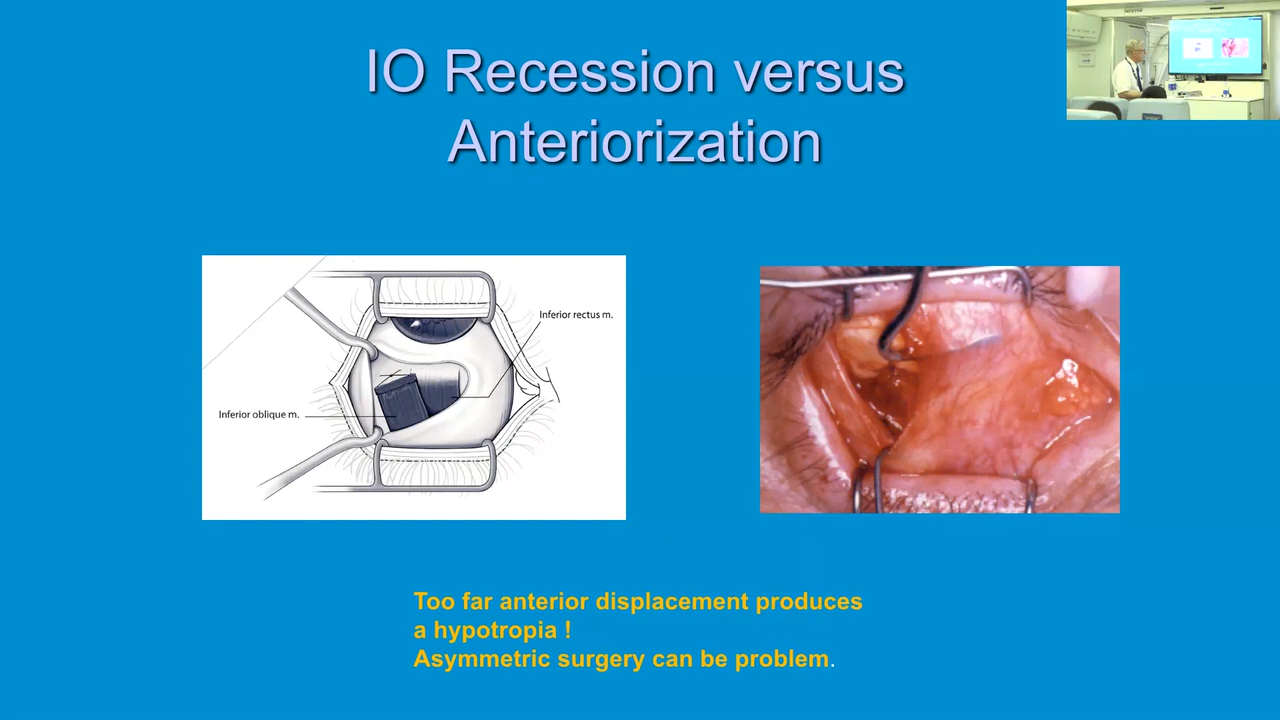 IO Recession versus
Anteriorization
Inferior rectus m.
Inferior oblique m.
Too far anterior displacement produces
a hypotropia !
Asymmetric surgery can be problem.